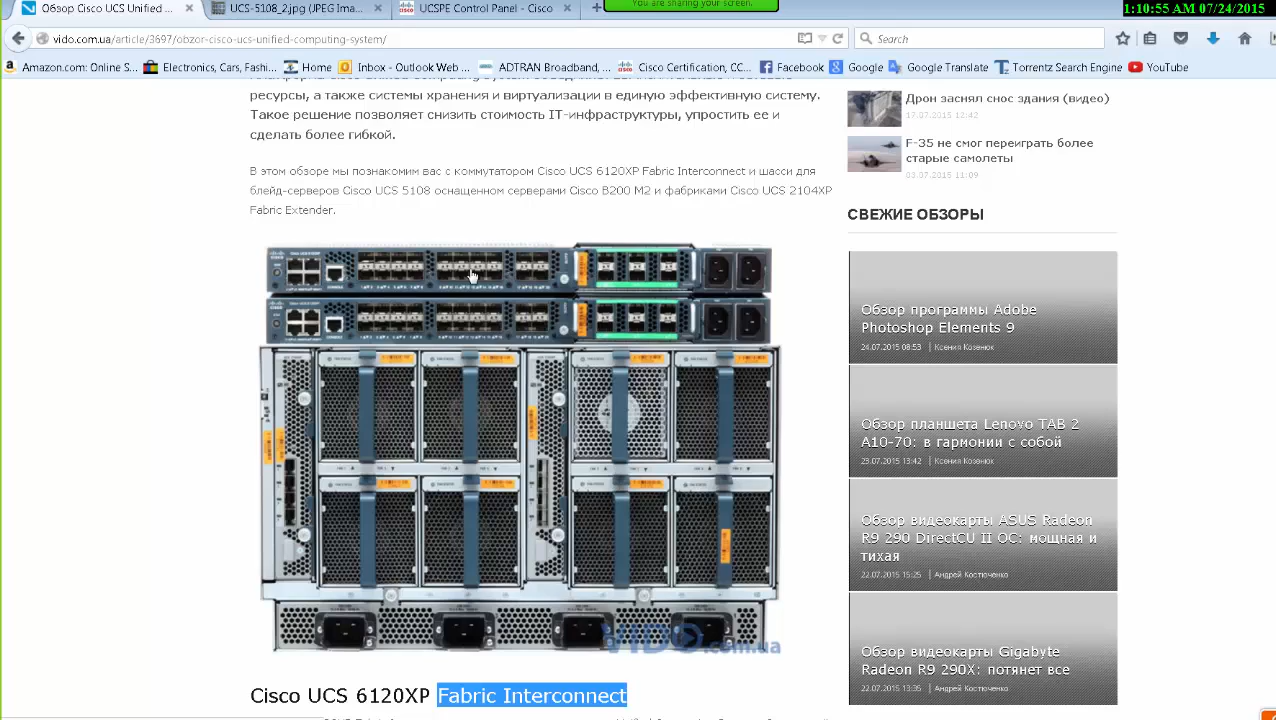 Обзор Cisco UCS Unified ...
UCS-5108_2.jpg (JPEG Ima...
UCSPE Control Panel - Cisco
You are sharing your screen.
1:10:55 AM 07/24/2015
vido.com.ua/article/3697/obzor-cisco-ucs-unified-computing-system/
Search
Amazon.com: Online S...
Electronics, Cars, Fashi...
Home
Inbox - Outlook Web ...
ADTRAN Broadband, ...
Cisco Certification, CC...
Facebook
Google
Google Translate
Torrentz Search Engine
YouTube
ресурсы, а также системы хранения и виртуализации в единую эффективную систему.
Такое решение позволяет снизить стоимость IT-инфраструктуры, упростить ее и
сделать более гибкой.
В этом обзоре мы познакомим вас с коммутатором Cisco UCS 6120XP Fabric Interconnect и шасси для
блейд-серверов Cisco UCS 5108 оснащенном серверами Cisco B200 M2 и фабриками Cisco UCS 2104XP
Fabric Extender.
VIDO.com.ua
Cisco UCS 6120XP Fabric Interconnect
Дрон заснял снос здания (видео)
17.07.2015 12:42
F-35 не смог переиграть более
старые самолеты
03.07.2015 11:09
СВЕЖИЕ ОБЗОРЫ
Обзор программы Adobe
Photoshop Elements 9
24.07.2015 08:53 | Ксения Козенюк
Обзор планшета Lenovo TAB 2
A10-70: в гармонии с собой
23.07.2015 13:42 | Ксения Козенюк
Обзор видеокарты ASUS Radeon
R9 290 DirectCU II OC: мощная и
тихая
22.07.2015 15:25 | Андрей Костюченко
Обзор видеокарты Gigabyte
Radeon R9 290X: потянет все
22.07.2015 13:35 | Андрей Костюченко